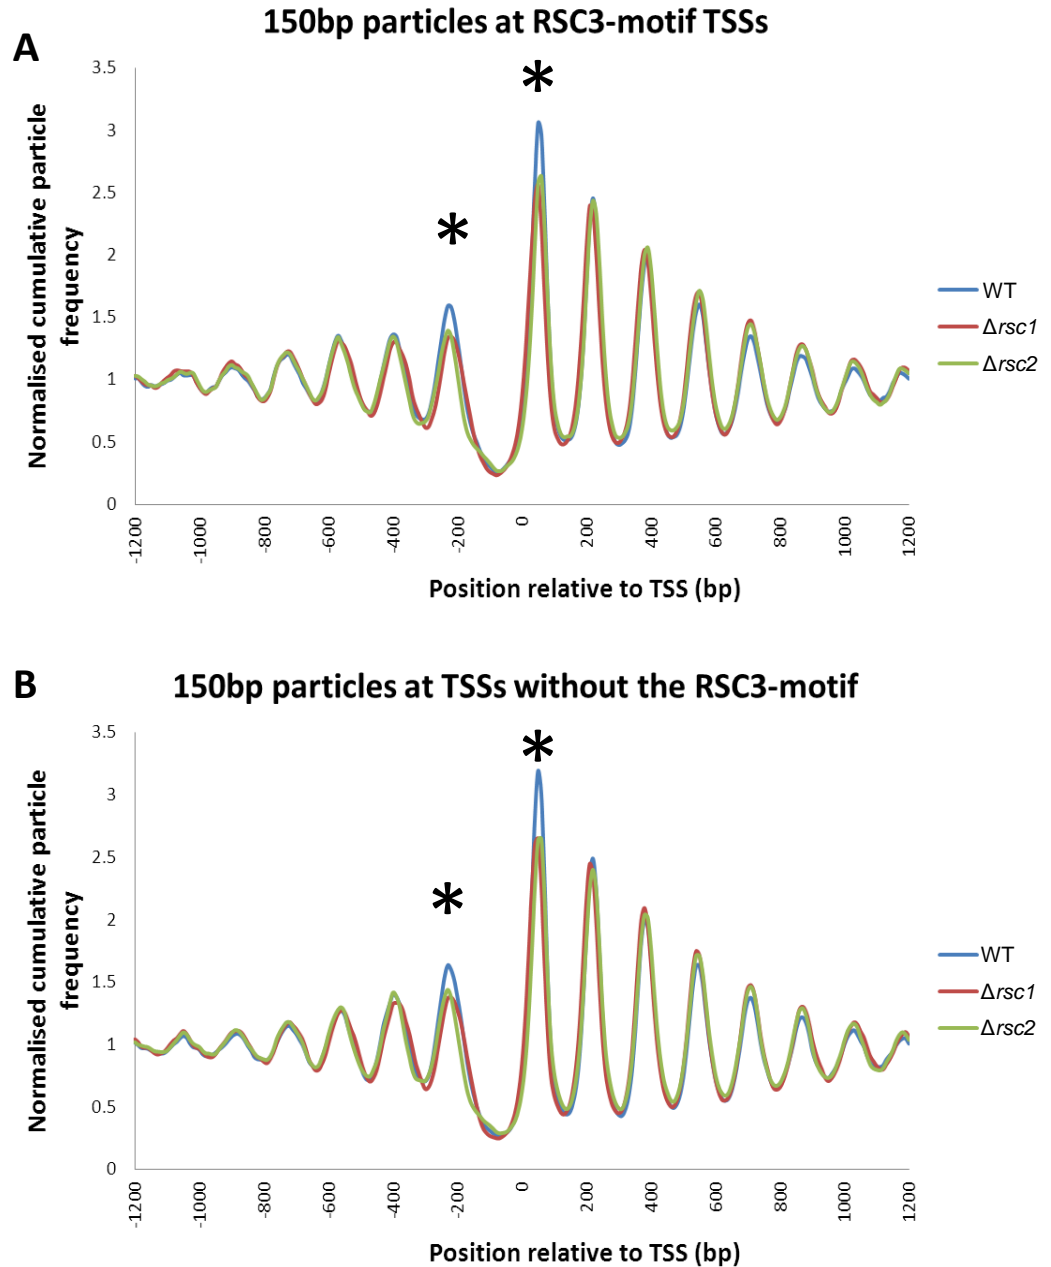 A
150bp particles at RSC3-motif TSSs
Normalised cumulative particle
frequency
3.5
3
2.5
2
1.5
1
0.5
0
*
*
-1200
-1000
-800
-600
-400
-200
0
200
400
600
800
1000
1200
Position relative to TSS (bp)
WT
Δrsc1
Δrsc2
B
150bp particles at TSSs without the RSC3-motif
Normalised cumulative particle
frequency
3.5
3
2.5
2
1.5
1
0.5
0
*
*
-1200
-1000
-800
-600
-400
-200
0
200
400
600
800
1000
1200
Position relative to TSS (bp)
WT
Δrsc1
Δrsc2